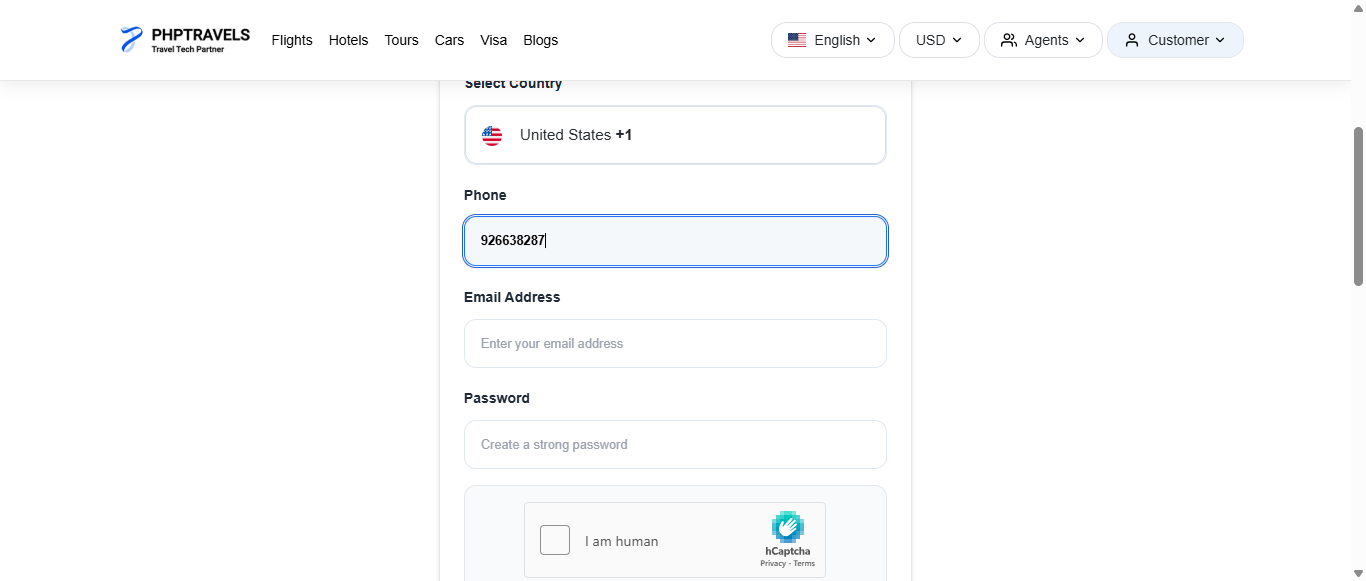 PHPTRAVELS
Travel Tech Partner
Flights Hotels Tours Cars Visa Blogs
English USD Agents Customer
Select Country
United States +1
Phone
926638287
Email Address
Enter your email address
Password
Create a strong password
I am human
hCaptcha
Privacy - Terms